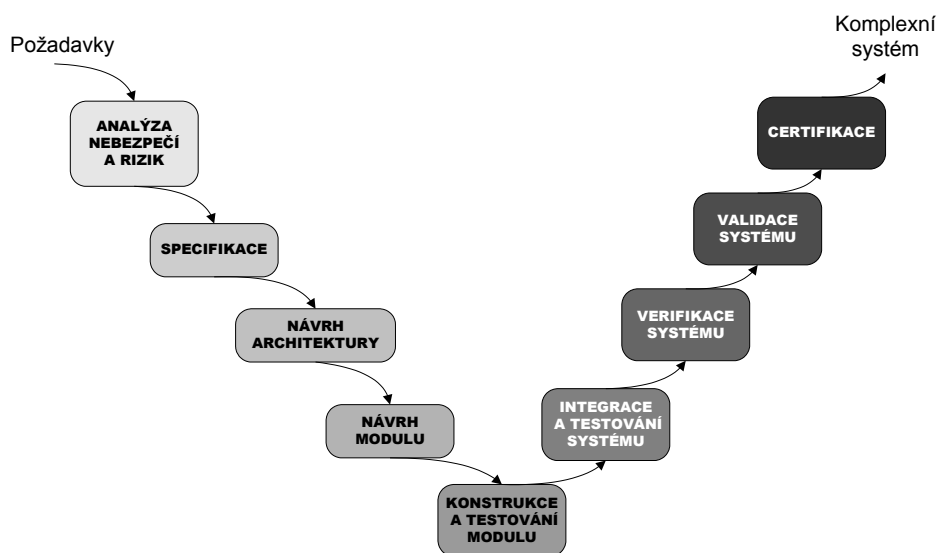 Požadavky
ANALÝZA
NEBEZPEČÍ
A RIZIK
SPECIFIKACE
NÁVRH
ARCHITEKTURY
NÁVRH
MODULU
KONSTRUKCE
A TESTOVÁNÍ
MODULU
INTEGRACE
A TESTOVÁNÍ
SYSTÉMU
VERIFIKACE
SYSTÉMU
VALIDACE
SYSTÉMU
CERTIFIKACE
Komplexní
systém